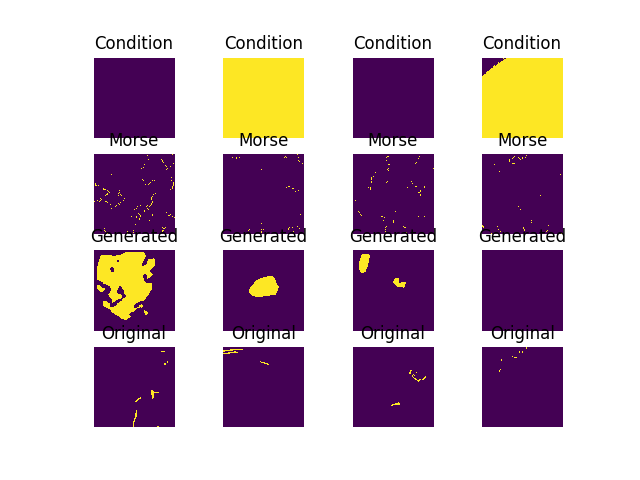 Condition Condition Condition Condition
Morse Morse Morse Morse
Generated Generated Generated Generated
Original Original Original Original